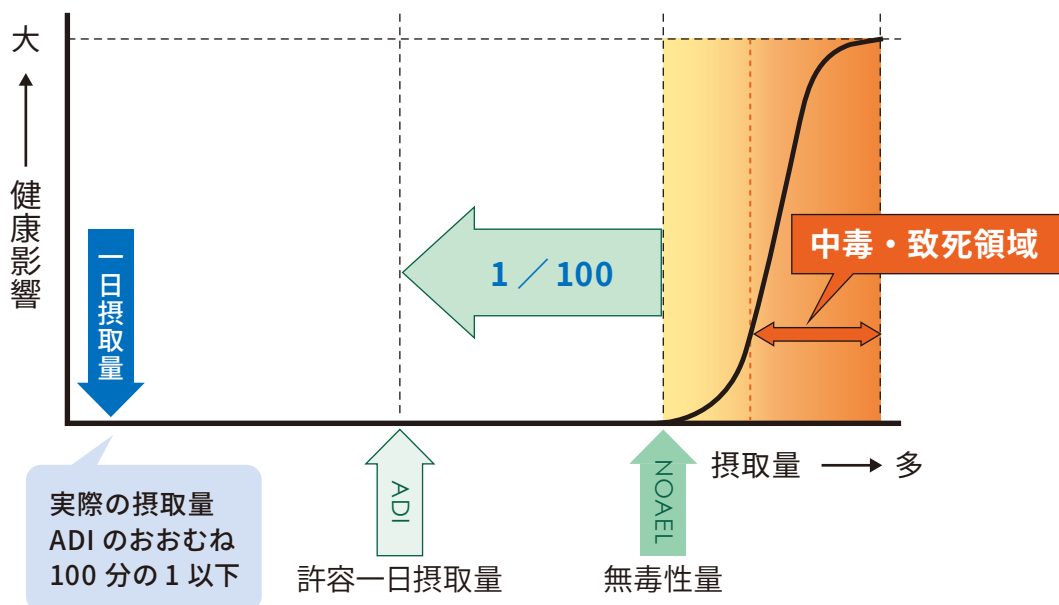 大
健康影響
一日摂取量
1／100
中毒・致死領域
ADI
NOAEL
摂取量
多
実際の摂取量
ADI のおおむね
100 分の 1 以下
許容一日摂取量
無毒性量